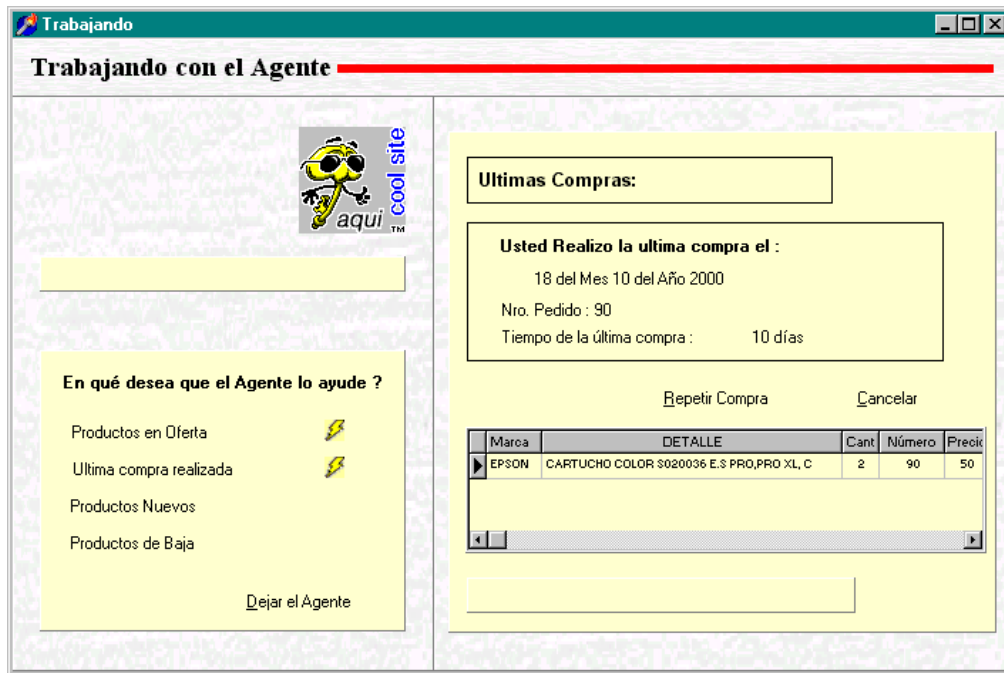 Trabajando
Trabajando con el Agente
aqui
cool site
TM
En qué desea que el Agente lo ayude ?
Productos en Oferta
Ultima compra realizada
Productos Nuevos
Productos de Baja
Dejar el Agente
Ultimas Compras:
Usted Realizo la ultima compra el :
18 del Mes 10 del Año 2000
Nro. Pedido : 90
Tiempo de la última compra : 10 días
Repetir Compra Cancelar
Marca DETALLE Cant Número Precio
EPSON CARTUCHO COLOR S020036 E.S PRO,PRO XL, C 2 90 50